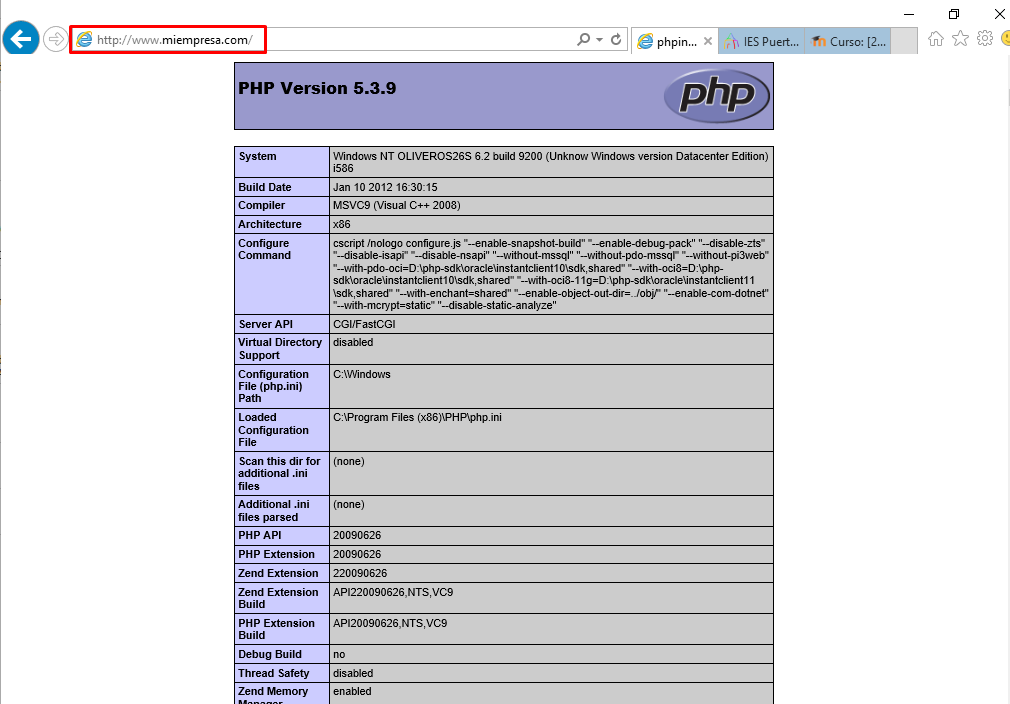 http://www.miempresa.com/
phpin...
IES Puert...
Curso: [2...
PHP Version 5.3.9
php
System
Windows NT OLIVEROS26S 6.2 build 9200 (Unknow Windows version Datacenter Edition)
i586
Build Date
Jan 10 2012 16:30:15
Compiler
MSVC9 (Visual C++ 2008)
Architecture
x86
Configure
Command
cscript /nologo configure.js "--enable-snapshot-build" "--enable-debug-pack" "--disable-zts"
"--disable-isapi" "--disable-nsapi" "--without-mssql" "--without-pdo-mssql" "--without-pi3web"
"--with-pdo-oci=D:\php-sdk\oracle\instantclient10\sdk,shared" "--with-oci8=D:\php-
sdk\oracle\instantclient10\sdk,shared" "--with-oci8-11g=D:\php-sdk\oracle\instantclient11
\sdk,shared" "--with-enchant=shared" "--enable-object-out-dir=../obj/" "--enable-com-dotnet"
"--with-mcrypt=static" "--disable-static-analyze"
Server API
CGI/FastCGI
Virtual Directory
Support
disabled
Configuration
File (php.ini)
Path
C:\Windows
Loaded
Configuration
File
C:\Program Files (x86)\PHP\php.ini
Scan this dir for
additional .ini
files
(none)
Additional .ini
files parsed
(none)
PHP API
20090626
PHP Extension
20090626
Zend Extension
220090626
Zend Extension
Build
API220090626,NTS,VC9
PHP Extension
Build
API20090626,NTS,VC9
Debug Build
no
Thread Safety
disabled
Zend Memory
Manager
enabled